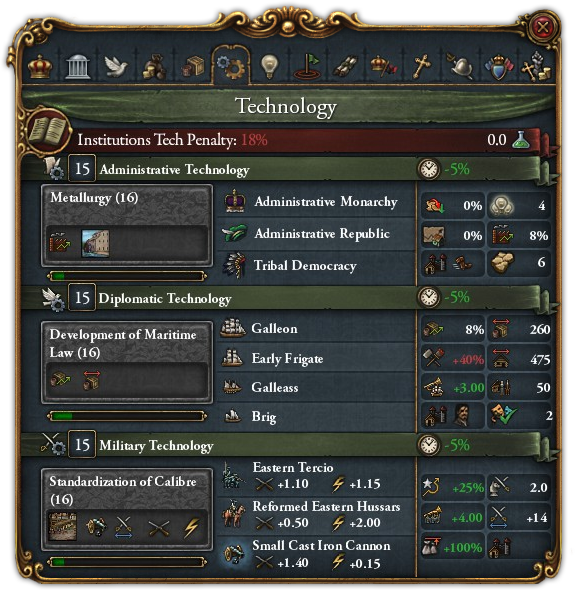 Technology
Institutions Tech Penalty: 18%
0.0
15 Administrative Technology
-5%
Metallurgy (16)
Administrative Monarchy
0%
4
Administrative Republic
0%
8%
Tribal Democracy
6
15 Diplomatic Technology
-5%
Development of Maritime
Law (16)
Galleon
8%
260
Early Frigate
+40%
475
Galleass
+3.00
50
Brig
2
15 Military Technology
-5%
Standardization of Calibre
(16)
Eastern Tercio
+1.10 +1.15
+25%
2.0
Reformed Eastern Hussars
+0.50 +2.00
+4.00
+14
Small Cast Iron Cannon
+1.40 +0.15
+100%